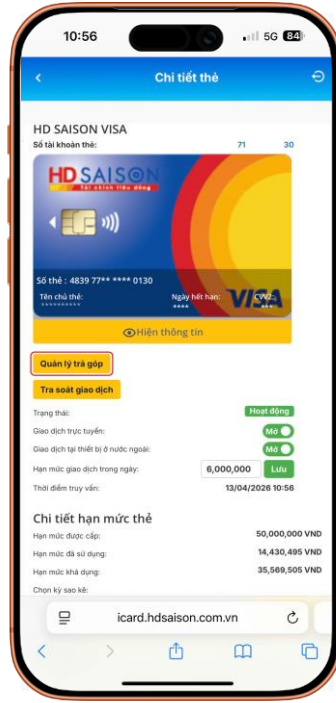 10:56
5G 84
Chi tiết thẻ
HD SAISON VISA
Số tài khoản thẻ: 71 30
HD SAISON
Tài chính tiêu dùng
Số thẻ : 4839 77** **** 0130
Tên chủ thẻ: Ngày hết hạn: CVV2:
********** **** ***
VISA
Hiện thông tin
Quản lý trả góp
Tra soát giao dịch
Trạng thái: Hoạt động
Giao dịch trực tuyến: Mở
Giao dịch tại thiết bị ở nước ngoài: Mở
Hạn mức giao dịch trong ngày: 6,000,000 Lưu
Thời điểm truy vấn: 13/04/2026 10:56
Chi tiết hạn mức thẻ
Hạn mức được cấp: 50,000,000 VND
Hạn mức đã sử dụng: 14,430,495 VND
Hạn mức khả dụng: 35,569,505 VND
Chọn kỳ sao kê:
icard.hdsaison.com.vn